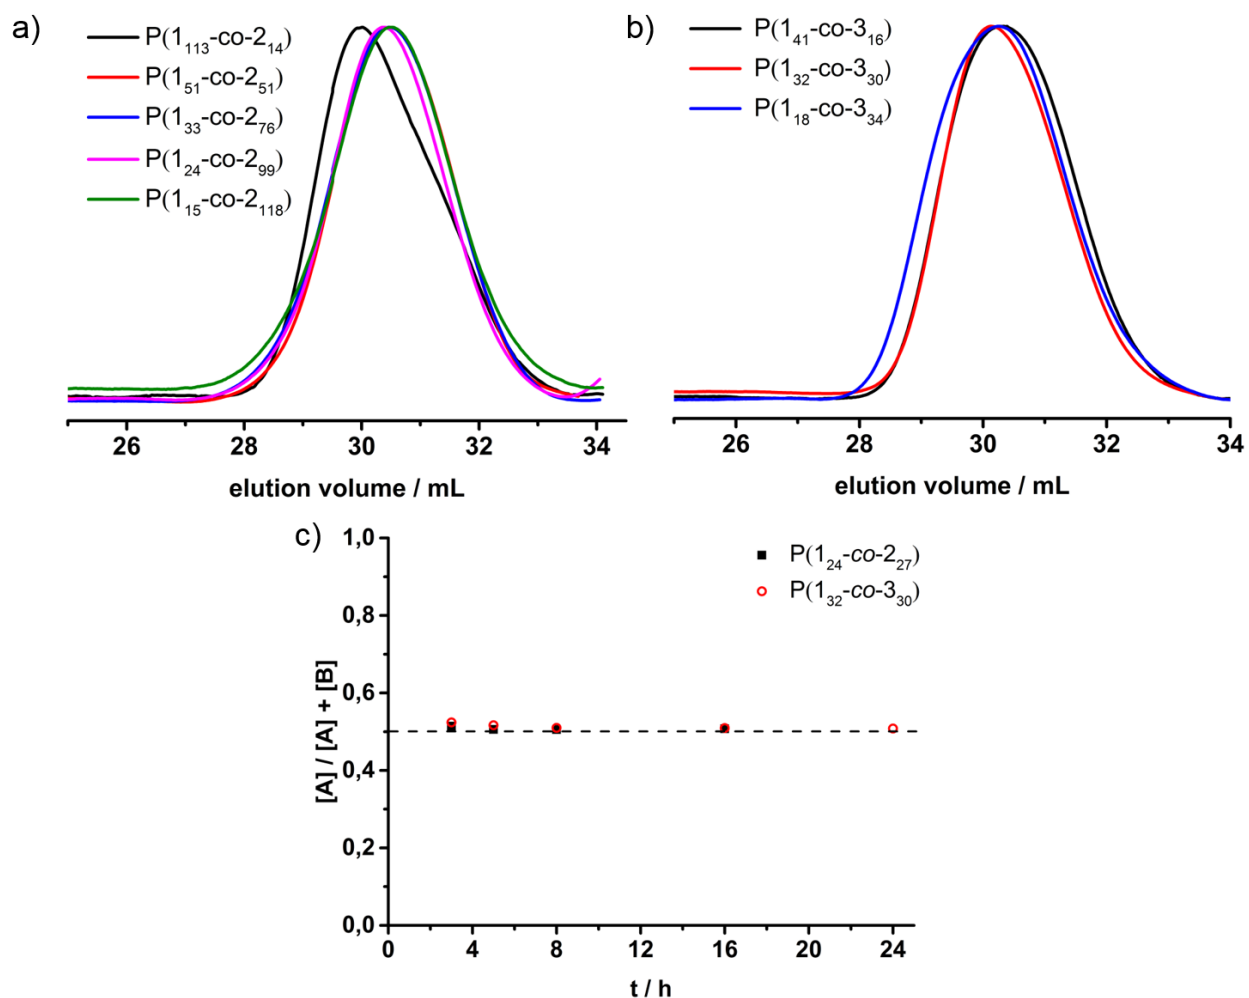 a)
P(1₁₁₃-co-2₁₄)
P(1₅₁-co-2₅₁)
P(1₃₃-co-2₇₆)
P(1₂₄-co-2₉₉)
P(1₁₅-co-2₁₁₈)
26 28 30 32 34
elution volume / mL
b)
P(1₄₁-co-3₁₆)
P(1₃₂-co-3₃₀)
P(1₁₈-co-3₃₄)
26 28 30 32 34
elution volume / mL
c)
P(1₂₄-co-2₂₇)
P(1₃₂-co-3₃₀)
[A] / [A] + [B]
1,0
0,8
0,6
0,4
0,2
0,0
0 4 8 12 16 20 24
t / h